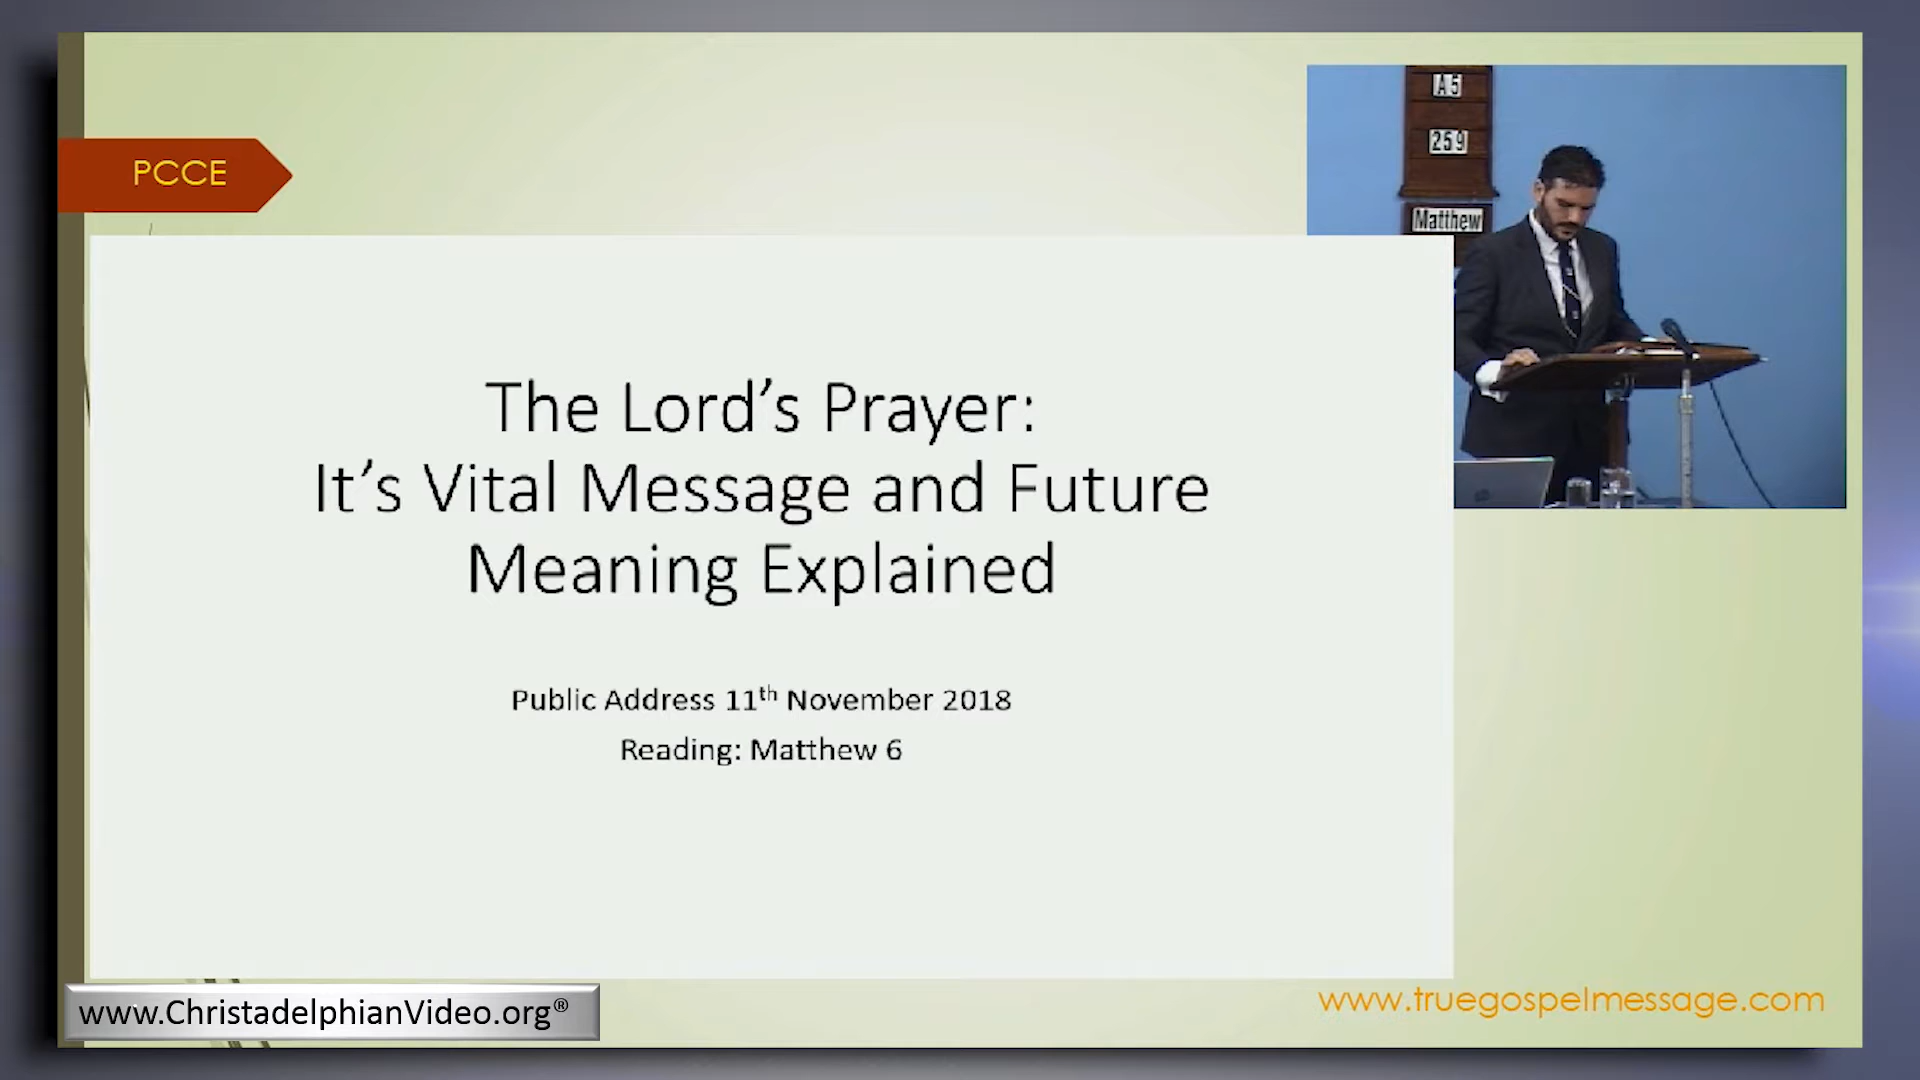 PCCE
A 5
259
Matthew
The Lord's Prayer:
It's Vital Message and Future
Meaning Explained
Public Address 11th November 2018
Reading: Matthew 6
www.ChristadelphianVideo.org®
www.truegospelmessage.com